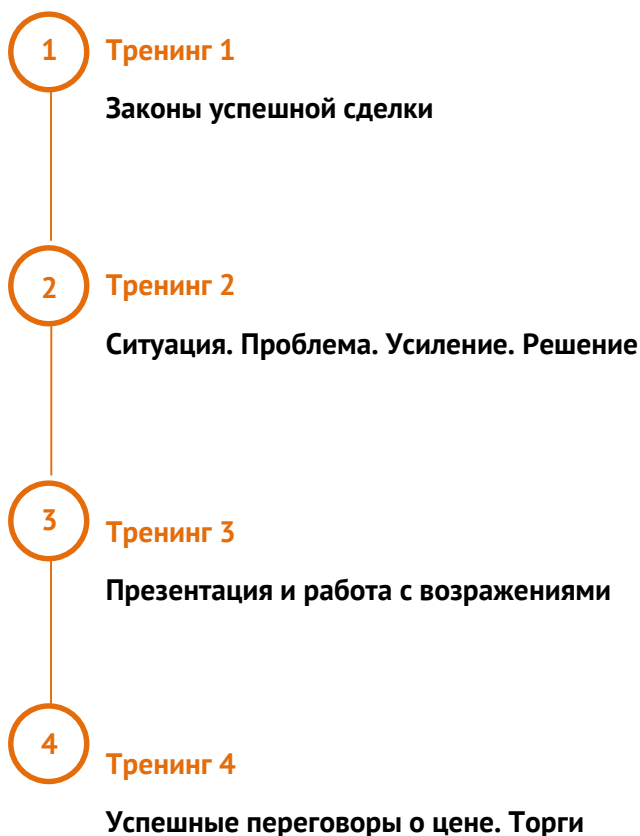 1
Тренинг 1
Законы успешной сделки
2
Тренинг 2
Ситуация. Проблема. Усиление. Решение
3
Тренинг 3
Презентация и работа с возражениями
4
Тренинг 4
Успешные переговоры о цене. Торги